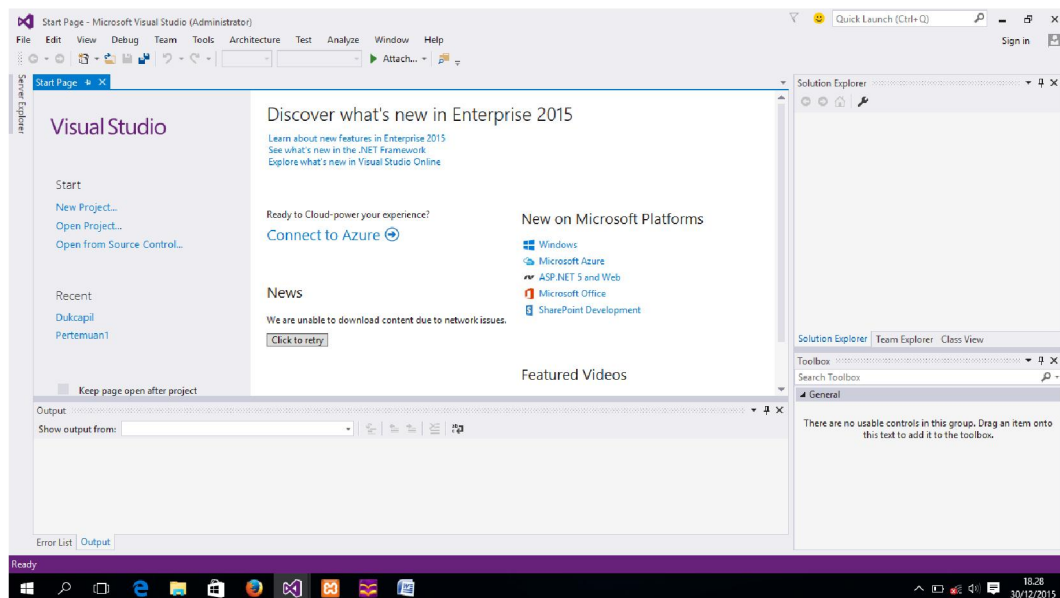 Start Page - Microsoft Visual Studio (Administrator)
Quick Launch (Ctrl+Q)
File Edit View Debug Team Tools Architecture Test Analyze Window Help
Sign in
Attach...
Server Explorer
Start Page
Visual Studio
Start
New Project...
Open Project...
Open from Source Control...
Recent
Dukcapil
Pertemuan1
Keep page open after project
Discover what's new in Enterprise 2015
Learn about new features in Enterprise 2015
See what's new in the .NET Framework
Explore what's new in Visual Studio Online
Ready to Cloud-power your experience?
Connect to Azure
News
We are unable to download content due to network issues.
Click to retry
New on Microsoft Platforms
Windows
Microsoft Azure
ASP.NET 5 and Web
Microsoft Office
SharePoint Development
Featured Videos
Solution Explorer
Solution Explorer Team Explorer Class View
Toolbox
Search Toolbox
General
There are no usable controls in this group. Drag an item onto
this text to add it to the toolbox.
Output
Show output from:
Error List Output
Ready
18.28
30/12/2015